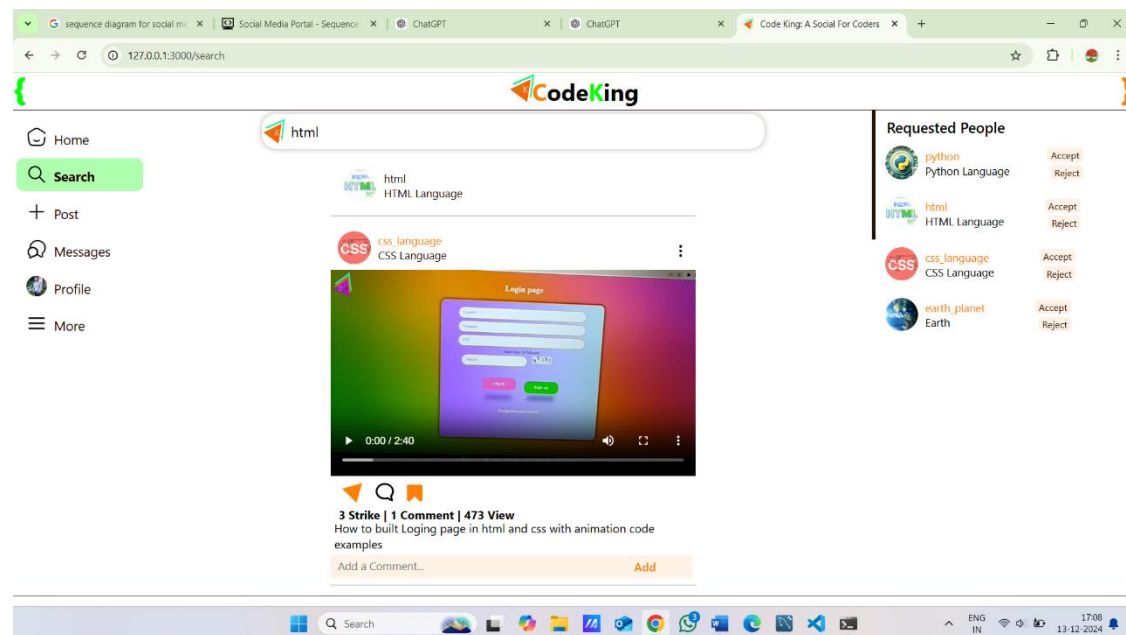 sequence diagram for social me
Social Media Portal - Sequence
ChatGPT
ChatGPT
Code King: A Social For Coders
127.0.0.1:3000/search
{ CodeKing
Home
Search
Post
Messages
Profile
More
html
html
HTML Language
css_language
CSS Language
Login page
0:00 / 2:40
3 Strike | 1 Comment | 473 View
How to built Loging page in html and css with animation code
examples
Add a Comment... Add
Requested People
python Accept
Python Language Reject
html Accept
HTML Language Reject
css_language Accept
CSS Language Reject
earth_planet Accept
Earth Reject
Search
ENG
IN
17:08
13-12-2024